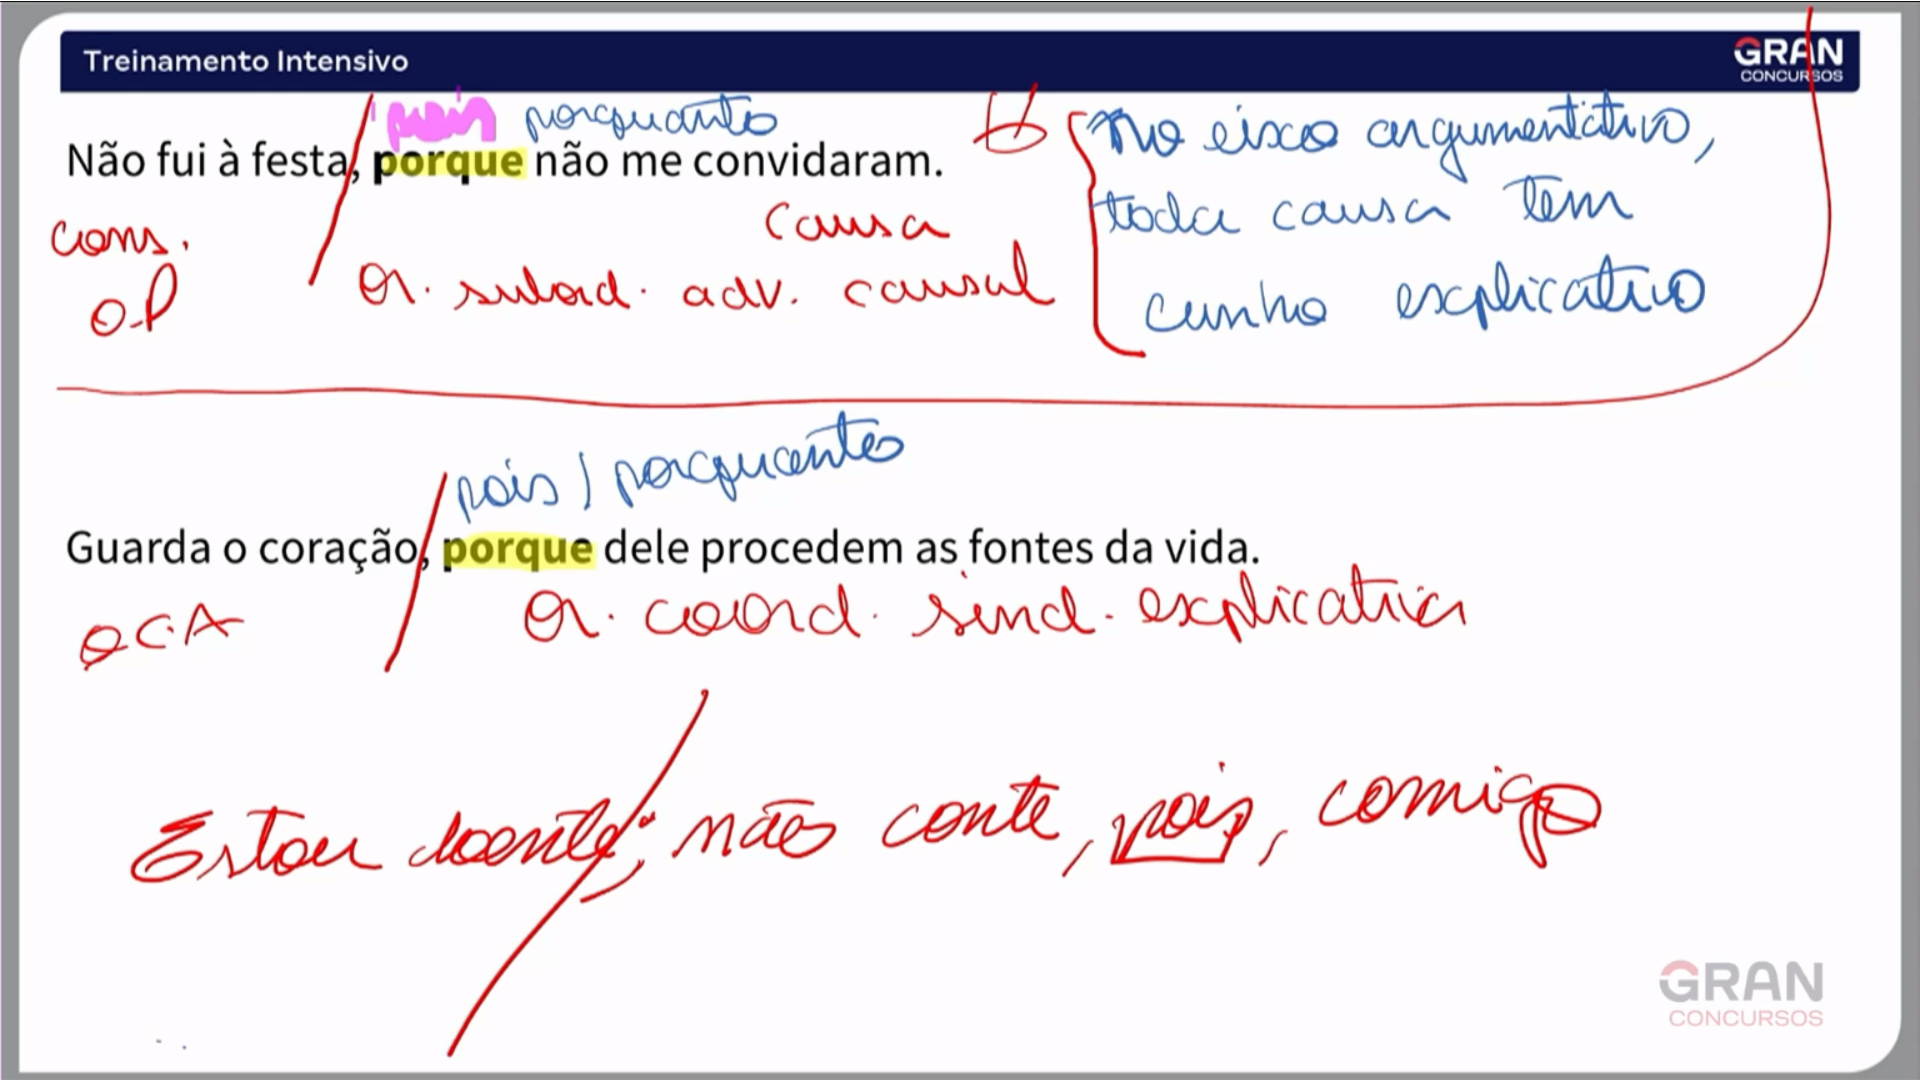 Treinamento Intensivo
GRAN
CONCURSOS
pois porquanto
Não fui à festa, porque não me convidaram.
No eixo argumentativo,
toda causa tem
cunho explicativo
cons. causa
O.P or. subord. adv. causal
pois / porquanto
Guarda o coração, porque dele procedem as fontes da vida.
O.C.A or. coord. sind. explicativa
Estou doente; não conte, pois, comigo
GRAN
CONCURSOS